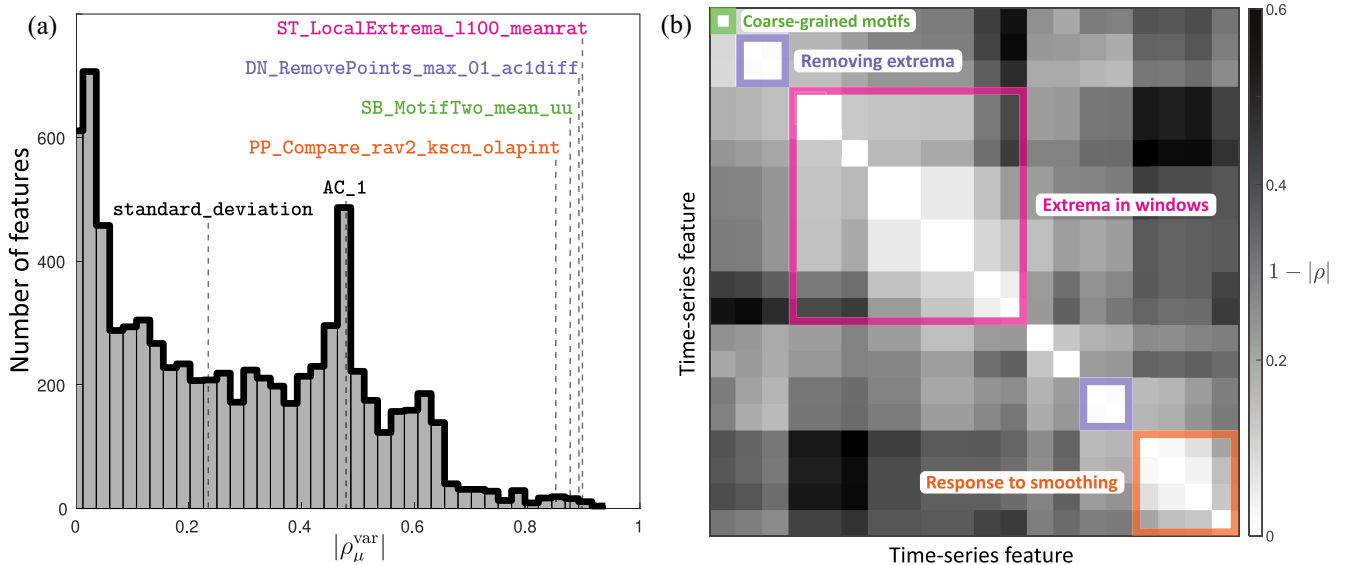 (a)
ST_LocalExtrema_l100_meanrat
DN_RemovePoints_max_01_ac1diff
SB_MotifTwo_mean_uu
PP_Compare_rav2_kscn_olapint
AC_1
standard_deviation
Number of features
600
400
200
0
0
0.2
0.4
0.6
0.8
1
|ρ_μ^var|
(b)
Coarse-grained motifs
Removing extrema
Extrema in windows
Response to smoothing
Time-series feature
Time-series feature
0.6
0.4
0.2
0
1 − |ρ|